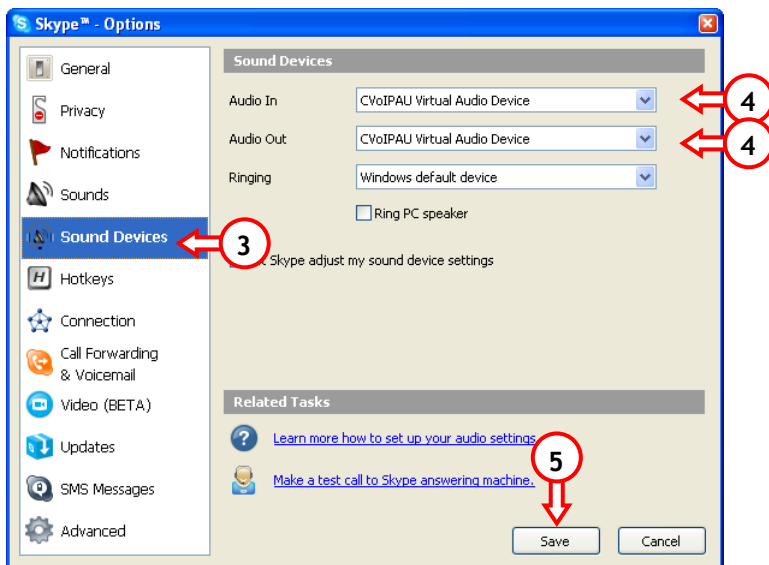 Skype™ - Options
General
Privacy
Notifications
Sounds
Sound Devices
Hotkeys
Connection
Call Forwarding
& Voicemail
Video (BETA)
Updates
SMS Messages
Advanced
3
Sound Devices
Audio In CVoIPAU Virtual Audio Device
4
Audio Out CVoIPAU Virtual Audio Device
4
Ringing Windows default device
Ring PC speaker
Skype adjust my sound device settings
Related Tasks
Learn more how to set up your audio settings
Make a test call to Skype answering machine.
5
Save Cancel